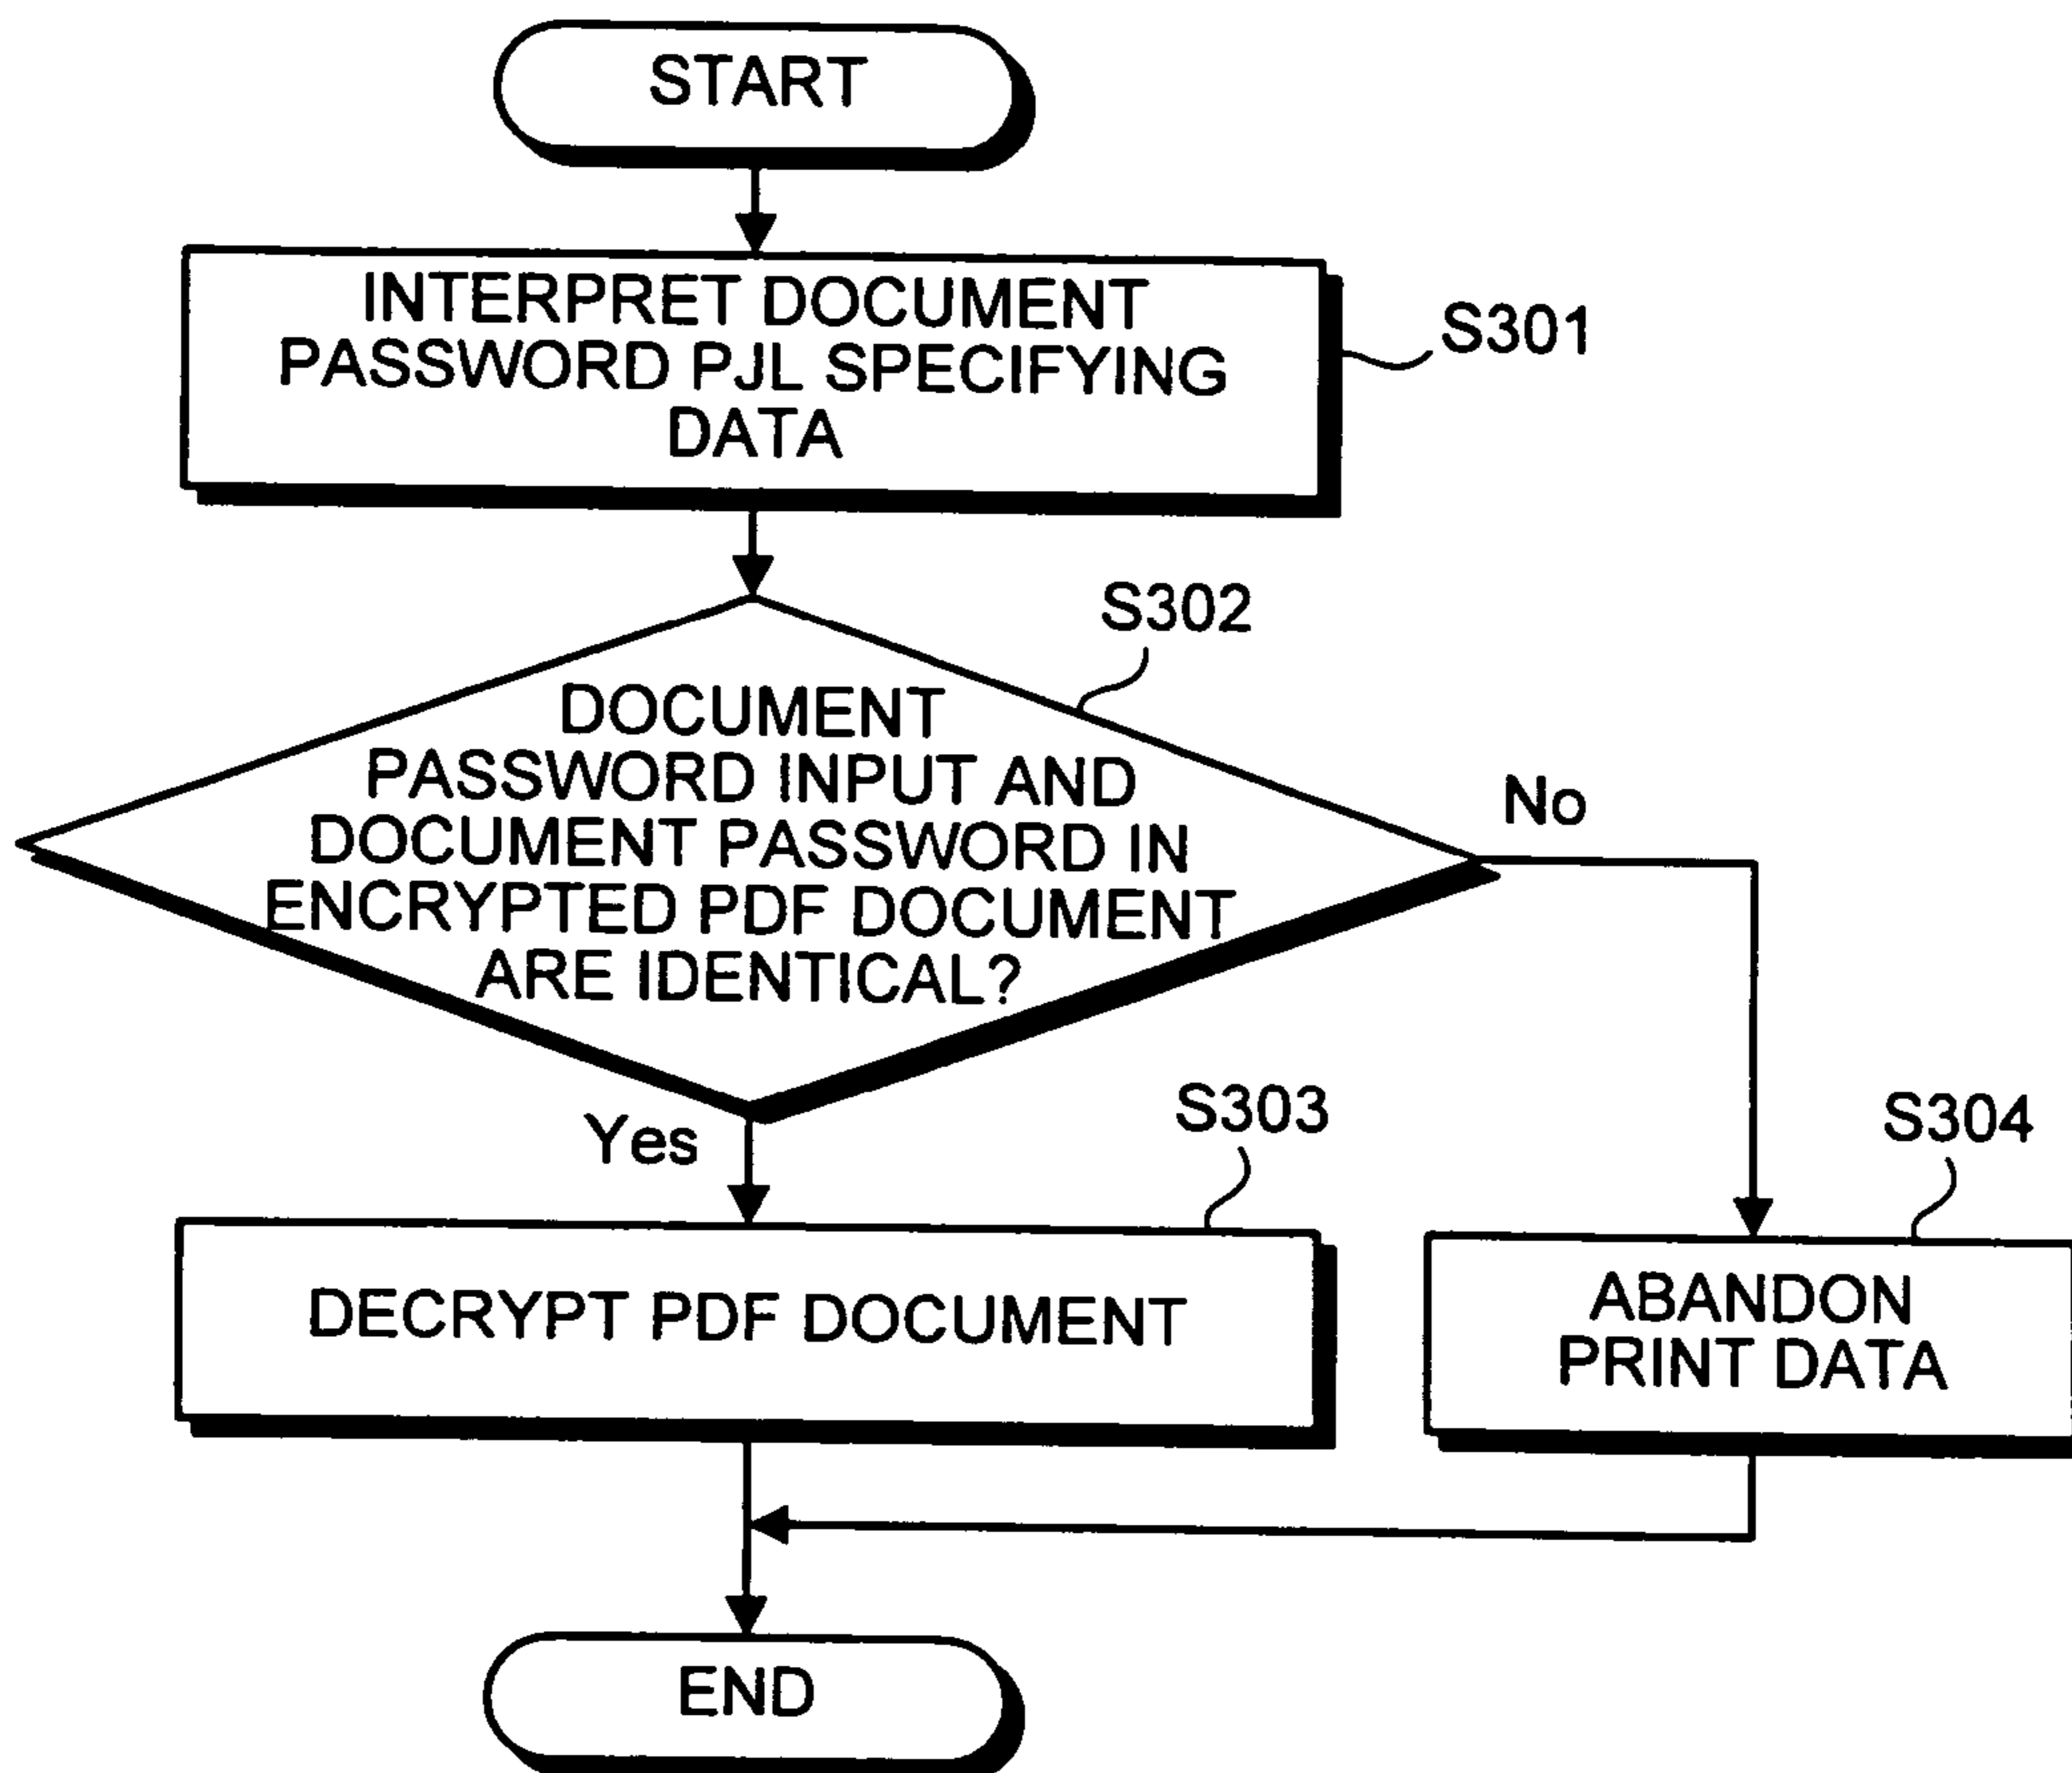 START
INTERPRET DOCUMENT
PASSWORD PJL SPECIFYING
DATA
S301
S302
DOCUMENT
PASSWORD INPUT AND
DOCUMENT PASSWORD IN
ENCRYPTED PDF DOCUMENT
ARE IDENTICAL?
No
Yes
S303
DECRYPT PDF DOCUMENT
S304
ABANDON
PRINT DATA
END